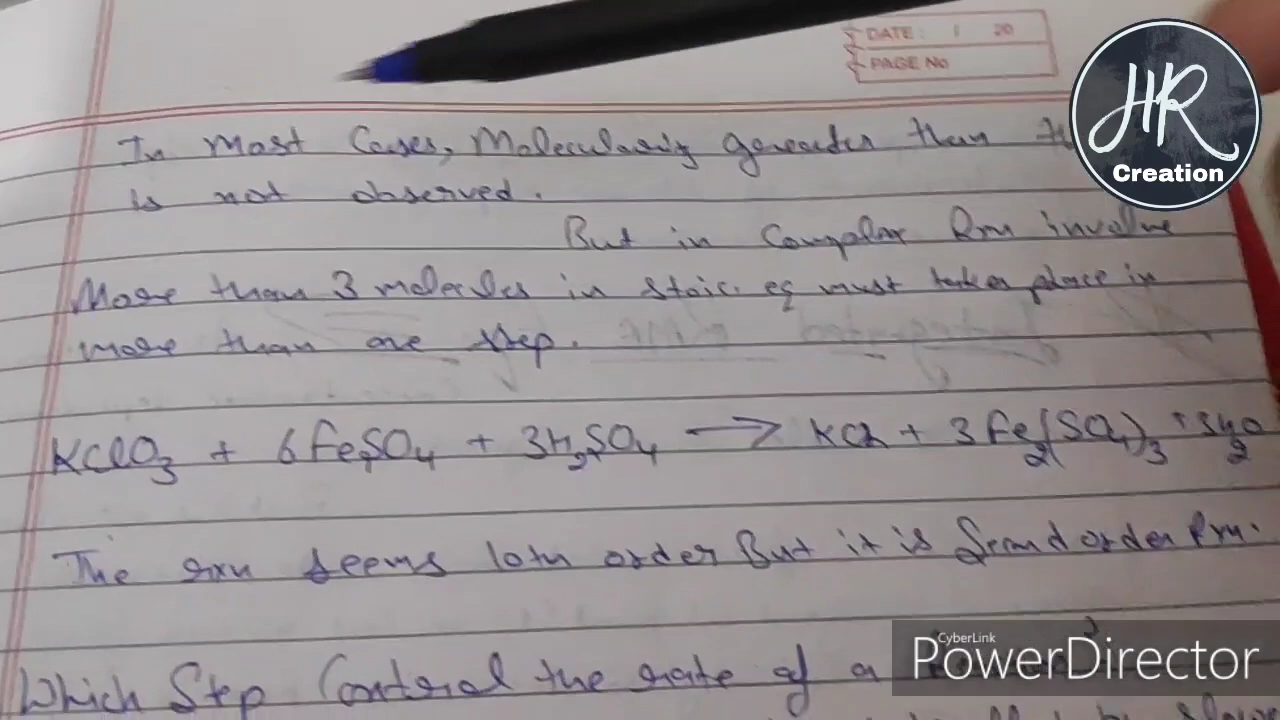 DATE: / 20
PAGE No
HR
Creation
In Most Cases, Molecularity greater than
is not observed.
But in Complex Rxn involve
More than 3 molecules in stoic. eq must taken place in
more than one step.
KClO3 + 6FeSO4 + 3H2SO4 → KCl + 3Fe2(SO4)3 + 3H2O
The rxn seems 10th order But it is Second order Rxn.
CyberLink
PowerDirector
Which Step Control the rate of a